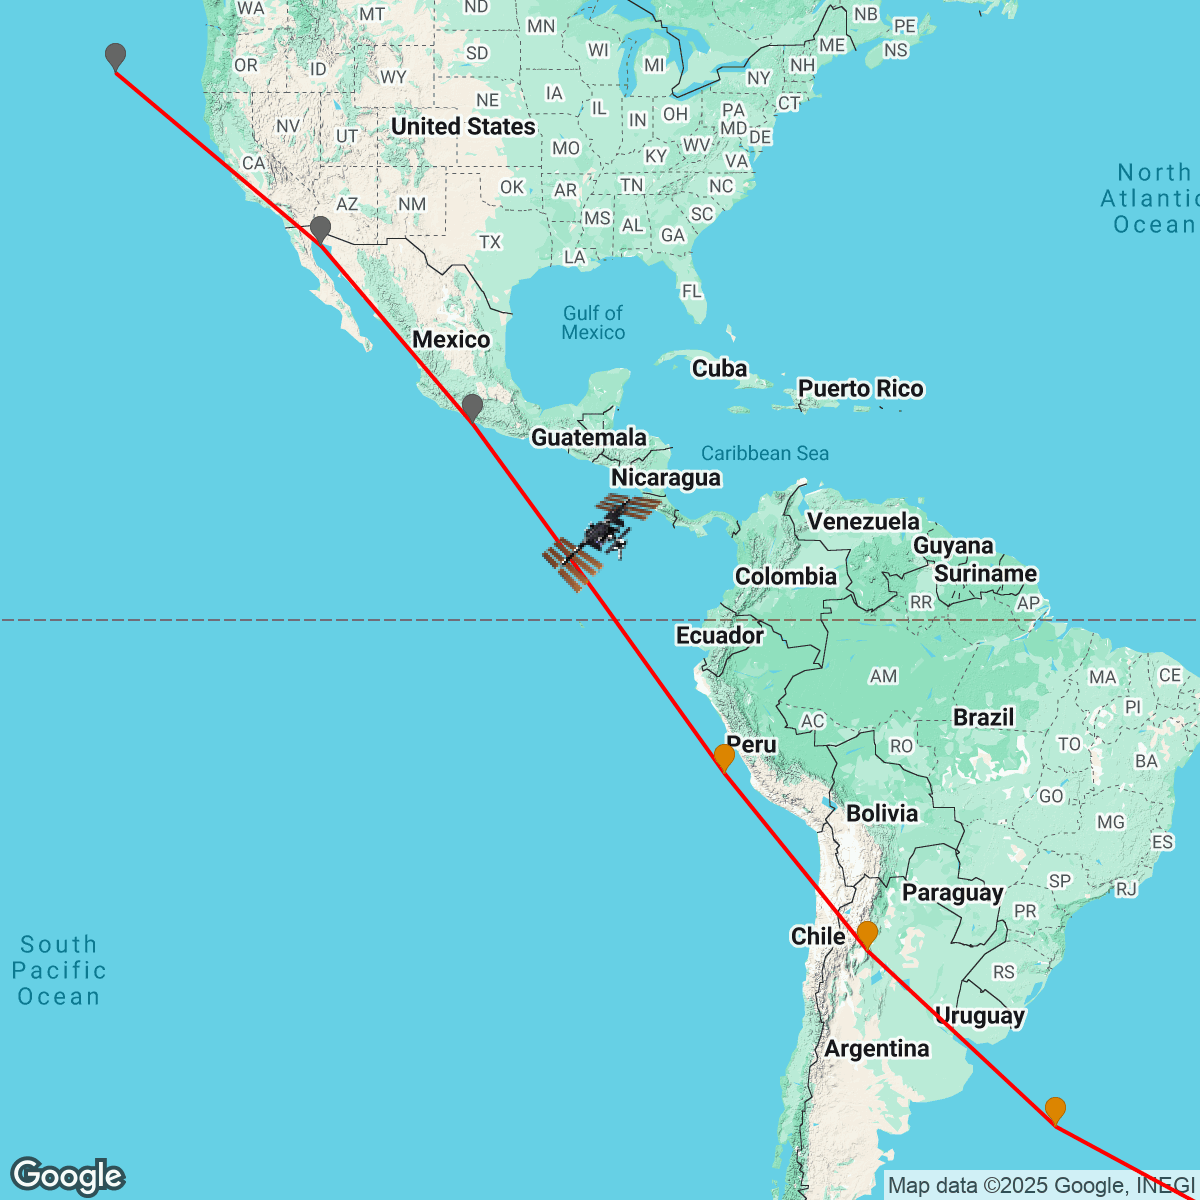 WA
MT
ND
MN
NB
PE
OR
ID
WY
SD
WI
MI
ME
NS
NH
NY
NE
IA
IL
IN
OH
PA
CT
NV
UT
United States
MD
DE
CA
MO
KY
WV
VA
AZ
NM
OK
AR
TN
NC
MS
AL
SC
GA
TX
LA
FL
North
Atlantic
Ocean
Gulf of
Mexico
Mexico
Cuba
Puerto Rico
Guatemala
Caribbean Sea
Nicaragua
Venezuela
Guyana
Colombia
Suriname
RR
AP
Ecuador
AM
MA
CE
PI
AC
Brazil
Peru
RO
TO
BA
GO
Bolivia
MG
ES
Paraguay
SP
RJ
PR
Chile
RS
South
Pacific
Ocean
Uruguay
Argentina
Google
Map data ©2025 Google, INEGI